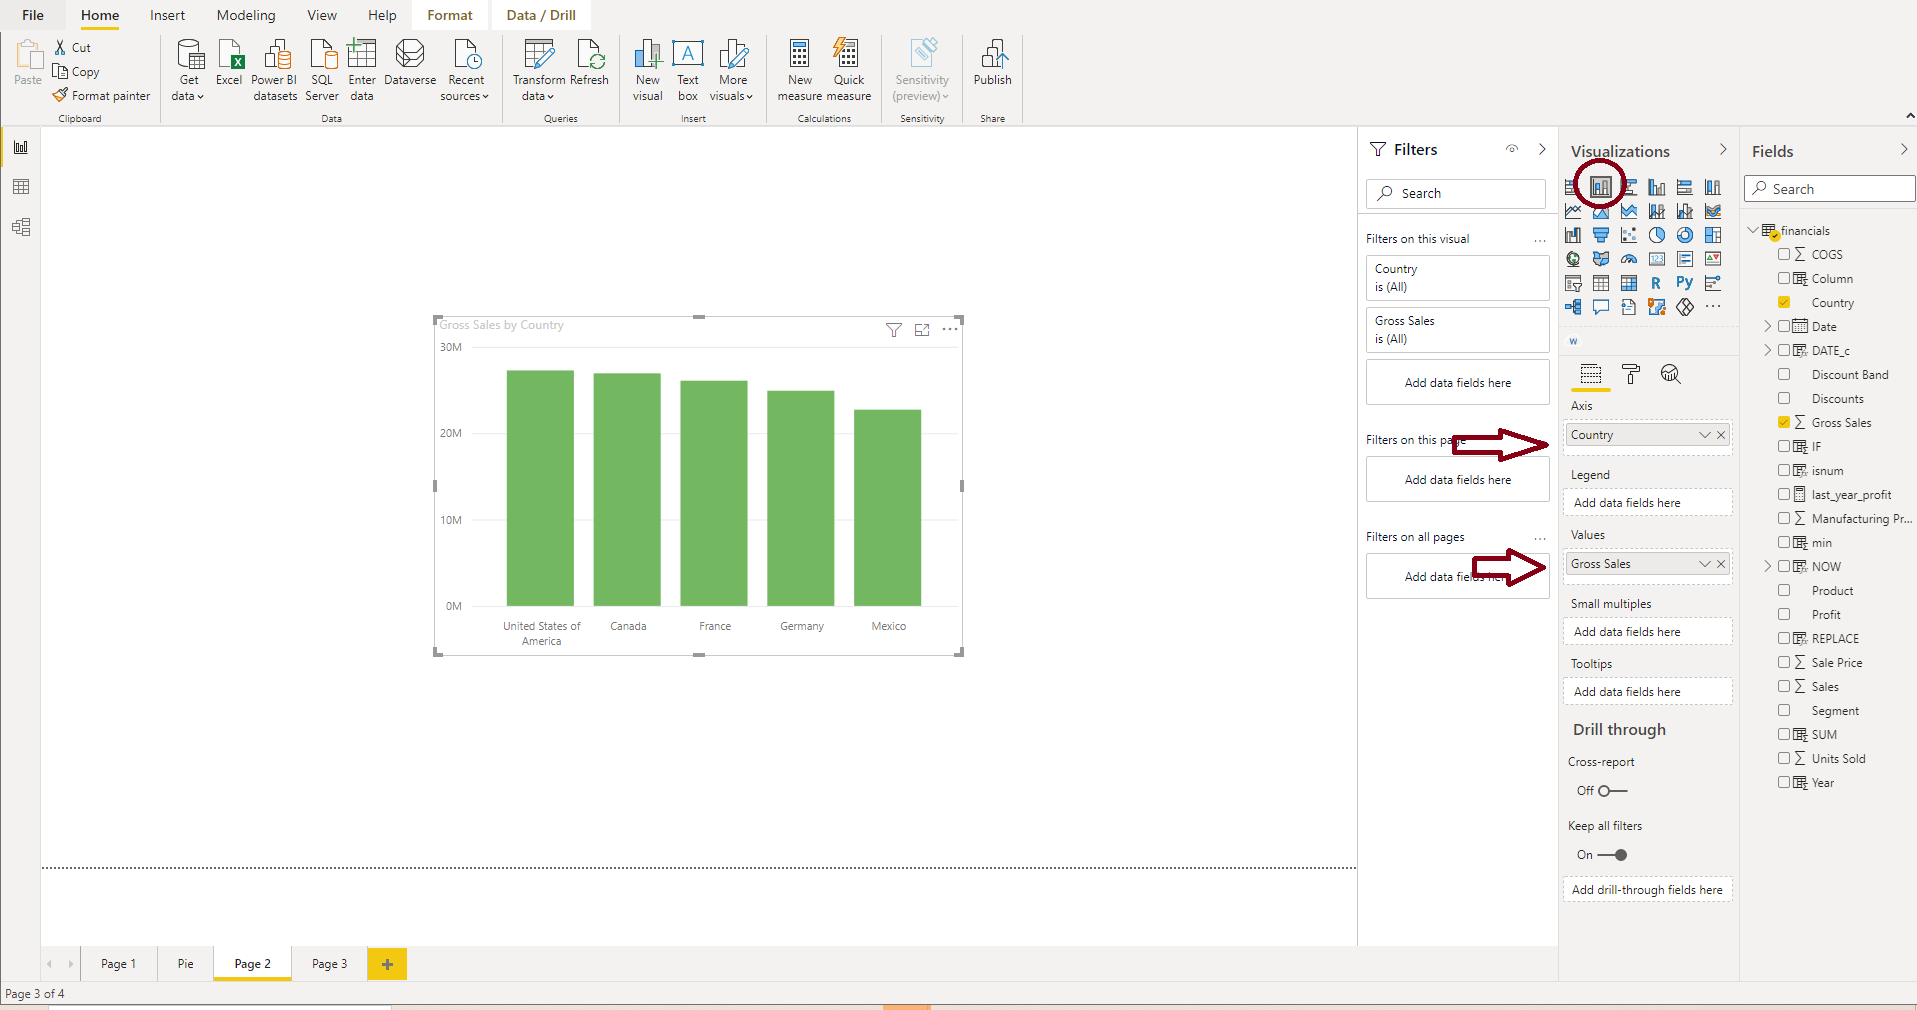 File
Home
Insert
Modeling
View
Help
Format
Data / Drill
Paste
Cut
Copy
Format painter
Clipboard
Get data
Excel
Power BI datasets
SQL Server
Enter data
Dataverse
Recent sources
Data
Transform data
Refresh
Queries
New visual
A
Text box
More visuals
Insert
New measure
Quick measure
Calculations
Sensitivity (preview)
Sensitivity
Publish
Share
Gross Sales by Country
30M
20M
10M
0M
United States of
America
Canada
France
Germany
Mexico
Filters
Search
Filters on this visual
...
Country
is (All)
Gross Sales
is (All)
Add data fields here
Filters on this page
Add data fields here
Filters on all pages
...
Add data fields here
Visualizations
123
R
Py
...
W
Axis
Country
Legend
Add data fields here
Values
Gross Sales
Small multiples
Add data fields here
Tooltips
Add data fields here
Drill through
Cross-report
Off
Keep all filters
On
Add drill-through fields here
Fields
Search
financials
COGS
Column
Country
Date
DATE_c
Discount Band
Discounts
Gross Sales
IF
isnum
last_year_profit
Manufacturing Pr...
min
NOW
Product
Profit
REPLACE
Sale Price
Sales
Segment
SUM
Units Sold
Year
Page 1
Pie
Page 2
Page 3
+
Page 3 of 4